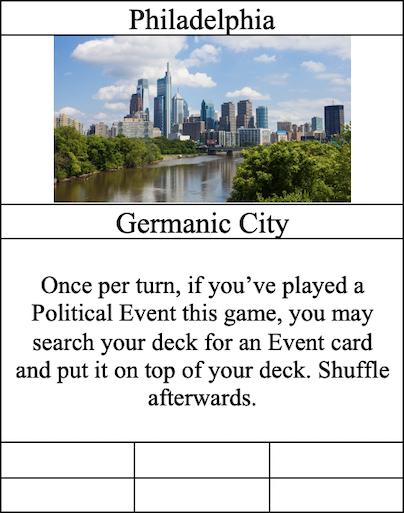 Philadelphia
Germanic City
Once per turn, if you’ve played a
Political Event this game, you may
search your deck for an Event card
and put it on top of your deck. Shuffle
afterwards.